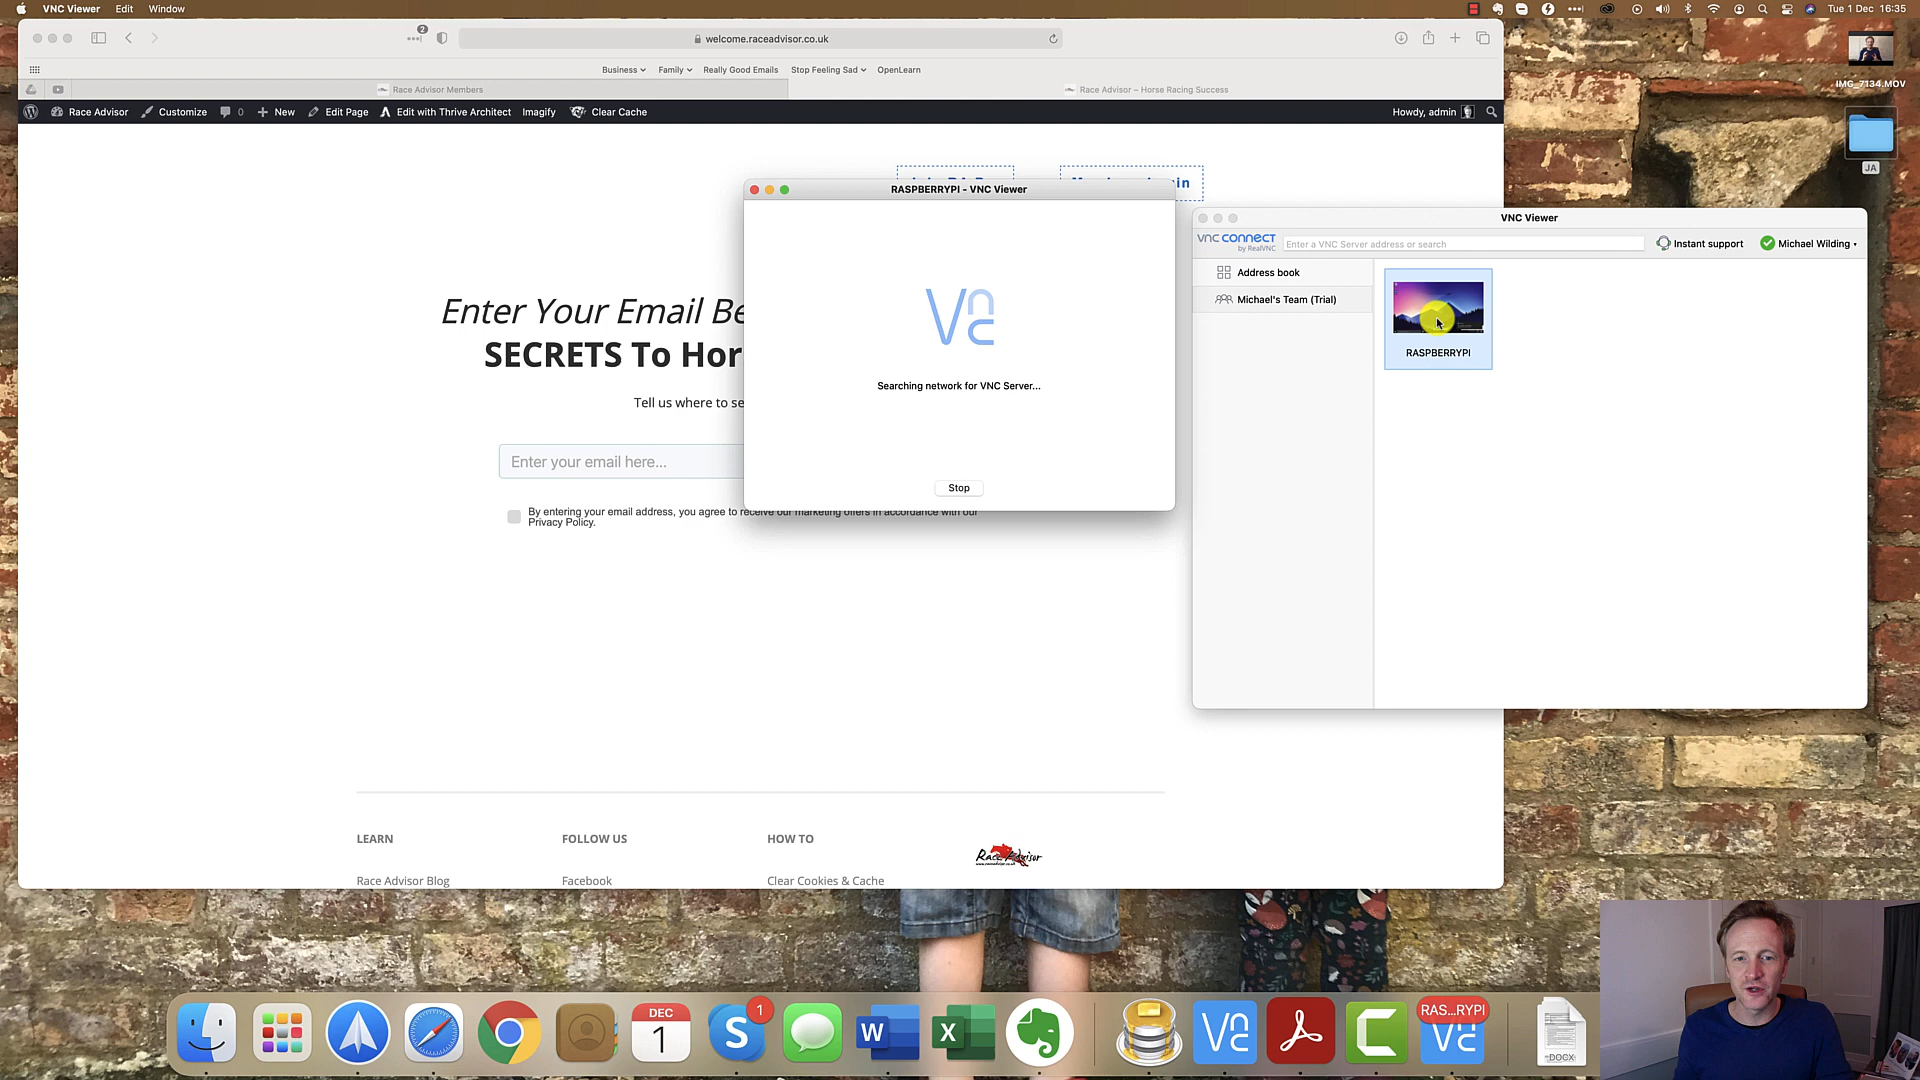 VNC Viewer Edit Window
Tue 1 Dec 16:35
2
welcome.raceadvisor.co.uk
Business Family Really Good Emails Stop Feeling Sad OpenLearn
Race Advisor Members
Race Advisor – Horse Racing Success
Race Advisor Customize 0 New Edit Page Edit with Thrive Architect Imagify Clear Cache
Howdy, admin
IMG_7134.MOV
JA
RASPBERRYPI - VNC Viewer
Searching network for VNC Server...
Stop
VNC Viewer
vnc connect
by RealVNC
Enter a VNC Server address or search
Instant support
Michael Wilding
Address book
Michael's Team (Trial)
RASPBERRYPI
Enter Your Email Be
SECRETS To Hor
Tell us where to se
Enter your email here...
By entering your email address, you agree to receive our marketing offers in accordance with our
Privacy Policy.
LEARN
FOLLOW US
HOW TO
Race Advisor
Race Advisor Blog
Facebook
Clear Cookies & Cache
DEC
1
S
1
W
X
RAS...RYPI
DOCX